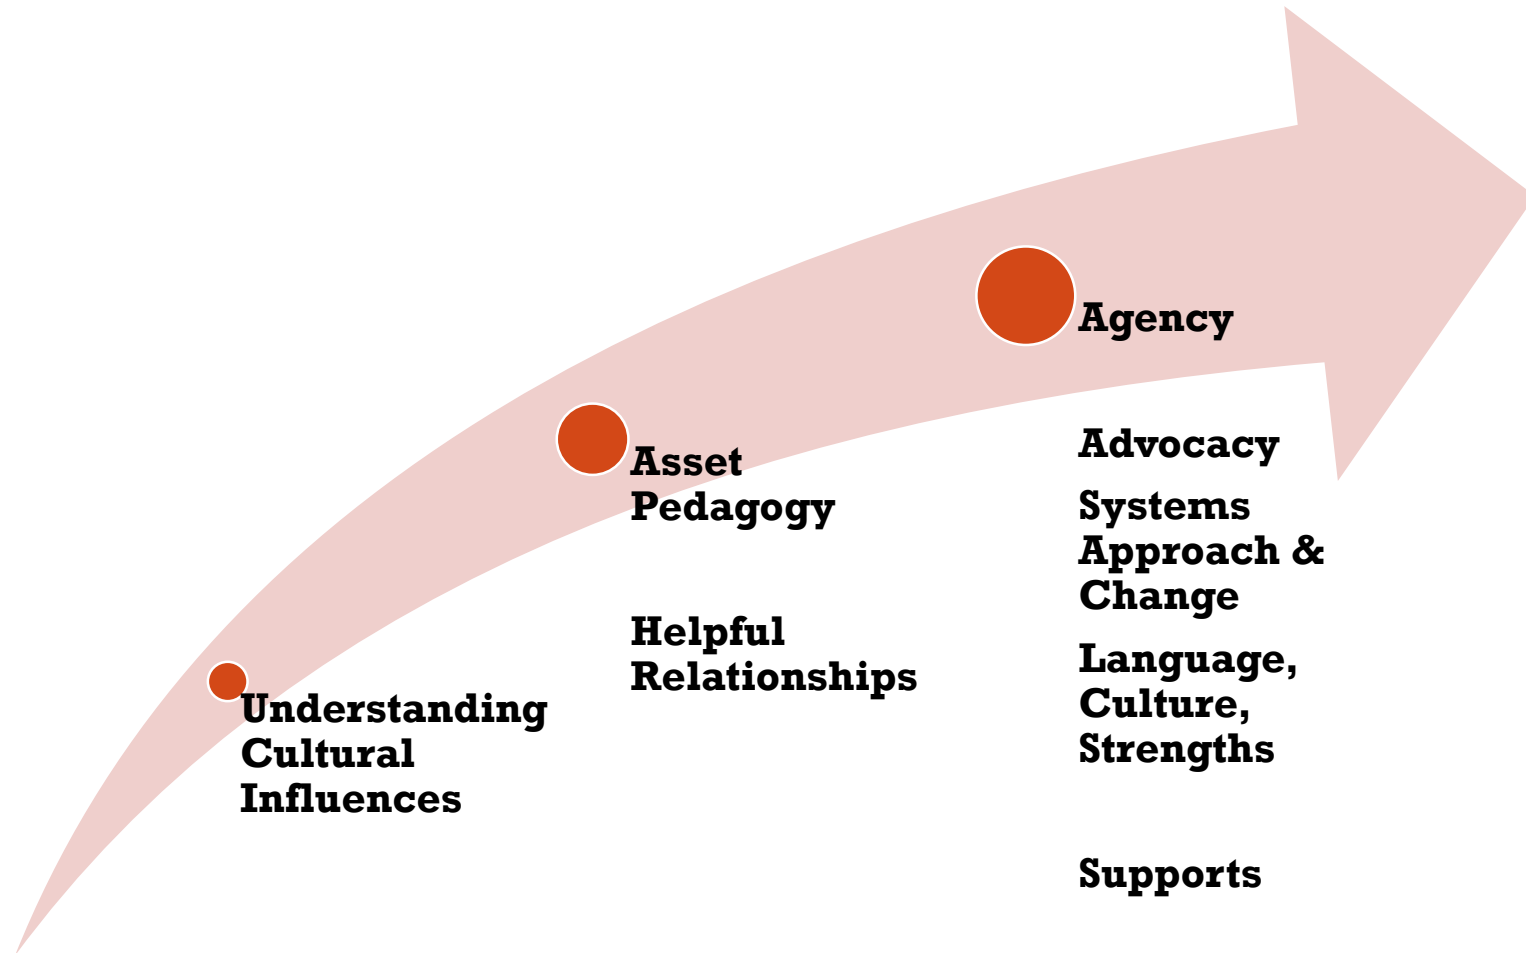 Understanding
Cultural
Influences
Asset
Pedagogy
Helpful
Relationships
Agency
Advocacy
Systems
Approach &
Change
Language,
Culture,
Strengths
Supports